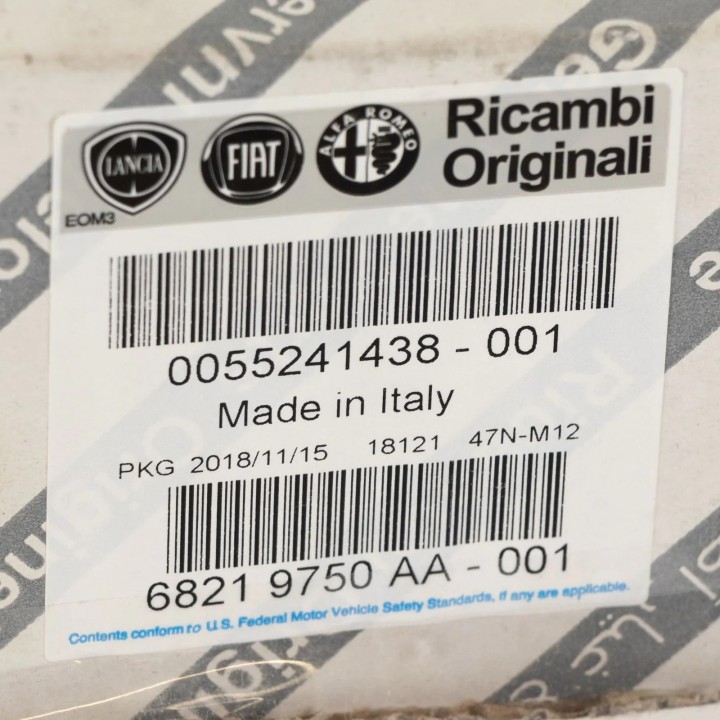 LANCIA
FIAT
ALFA ROMEO
Ricambi
Originali
EOM3
0055241438 - 001
Made in Italy
PKG 2018/11/15 18121 47N-M12
6821 9750 AA - 001
Contents conform to U.S. Federal Motor Vehicle Safety Standards, if any are applicable.